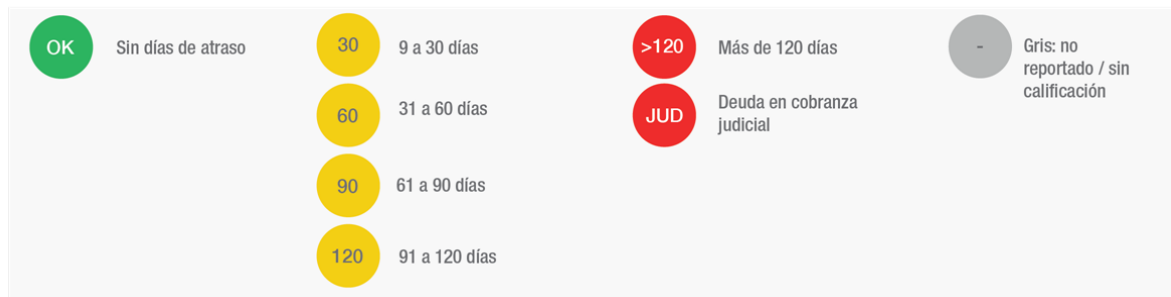 OK
Sin días de atraso
30
9 a 30 días
60
31 a 60 días
90
61 a 90 días
120
91 a 120 días
>120
Más de 120 días
JUD
Deuda en cobranza
judicial
-
Gris: no
reportado / sin
calificación